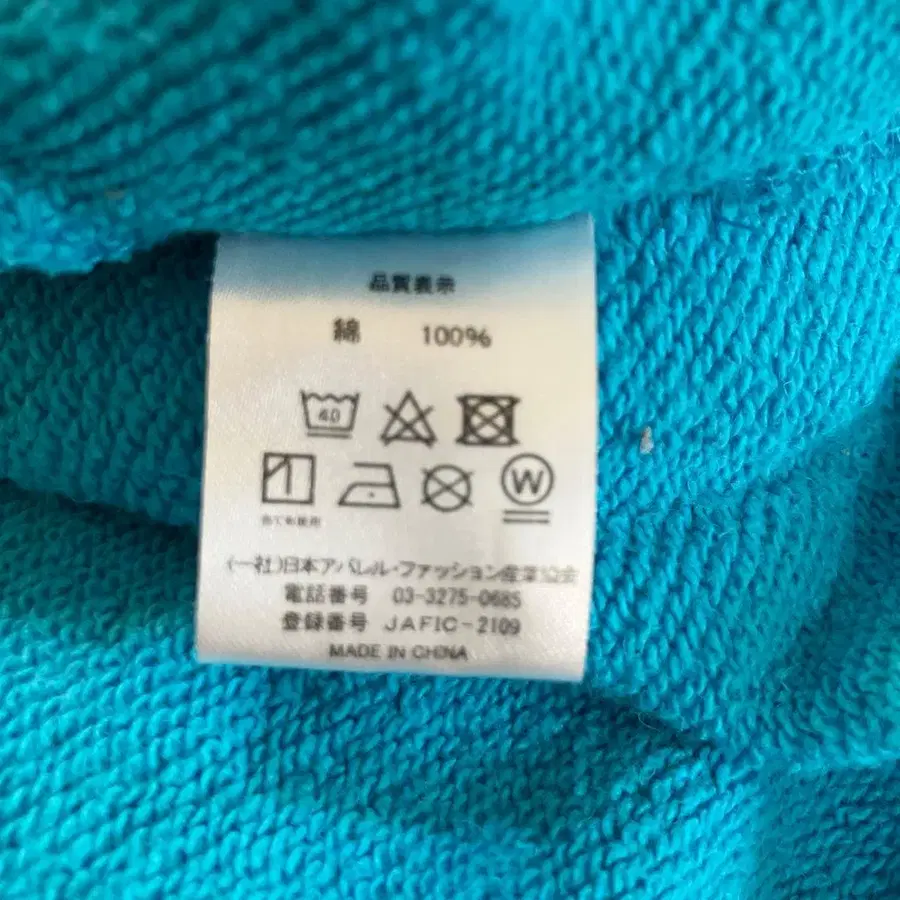 品質表示
綿 100%
40
W
当て布使用
(一社)日本アパレル・ファッション産業協会
電話番号 03-3275-0685
登録番号 JAFIC-2109
MADE IN CHINA